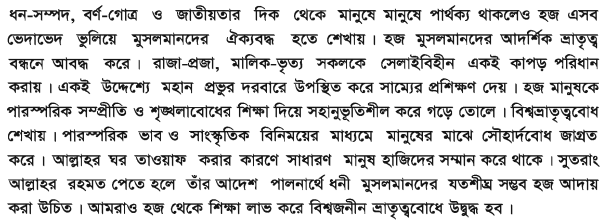 ধন-সম্পদ, বর্ণ-গোত্র ও জাতীয়তার দিক থেকে মানুষে মানুষে পার্থক্য থাকলেও হজ এসব
ভেদাভেদ ভুলিয়ে মুসলমানদের ঐক্যবদ্ধ হতে শেখায়। হজ মুসলমানদের আদর্শিক ভ্রাতৃত্ব
বন্ধনে আবদ্ধ করে। রাজা-প্রজা, মালিক-ভৃত্য সকলকে সেলাইবিহীন একই কাপড় পরিধান
করায়। একই উদ্দেশ্যে মহান প্রভুর দরবারে উপস্থিত করে সাম্যের প্রশিক্ষণ দেয়। হজ মানুষকে
পারস্পরিক সম্প্রীতি ও শৃঙ্খলাবোধের শিক্ষা দিয়ে সহানুভূতিশীল করে গড়ে তোলে। বিশ্বভ্রাতৃত্ববোধ
শেখায়। পারস্পরিক ভাব ও সাংস্কৃতিক বিনিময়ের মাধ্যমে মানুষের মাঝে সৌহার্দবোধ জাগ্রত
করে। আল্লাহর ঘর তাওয়াফ করার কারণে সাধারণ মানুষ হাজিদের সম্মান করে থাকে। সুতরাং
আল্লাহর রহমত পেতে হলে তাঁর আদেশ পালনার্থে ধনী মুসলমানদের যতশীঘ্র সম্ভব হজ আদায়
করা উচিত। আমরাও হজ থেকে শিক্ষা লাভ করে বিশ্বজনীন ভ্রাতৃত্ববোধে উদ্বুদ্ধ হব।